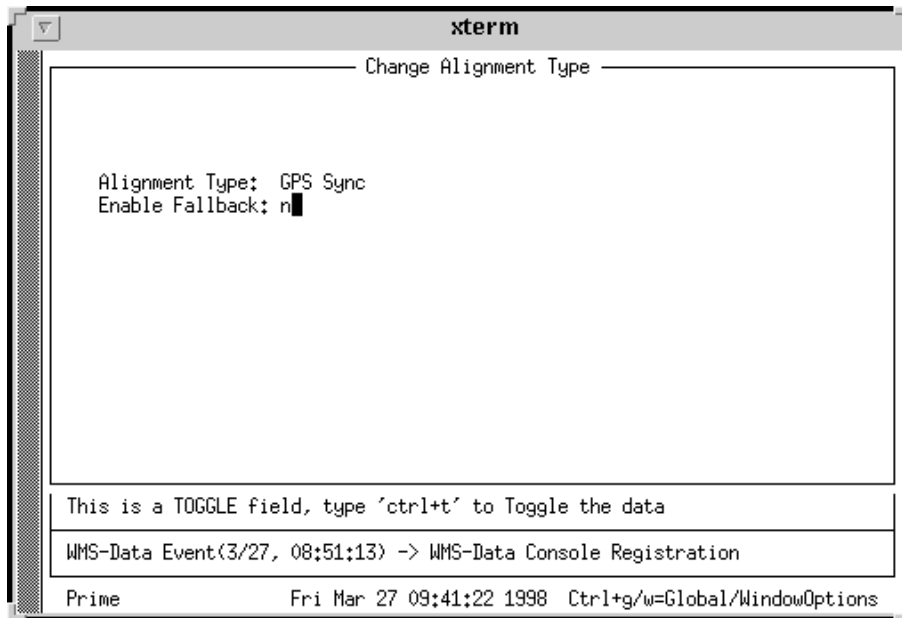 xterm
Change Alignment Type
Alignment Type: GPS Sync
Enable Fallback: n
This is a TOGGLE field, type 'ctrl+t' to Toggle the data
WMS-Data Event(3/27, 08:51:13) -> WMS-Data Console Registration
Prime Fri Mar 27 09:41:22 1998 Ctrl+g/w=Global/WindowOptions